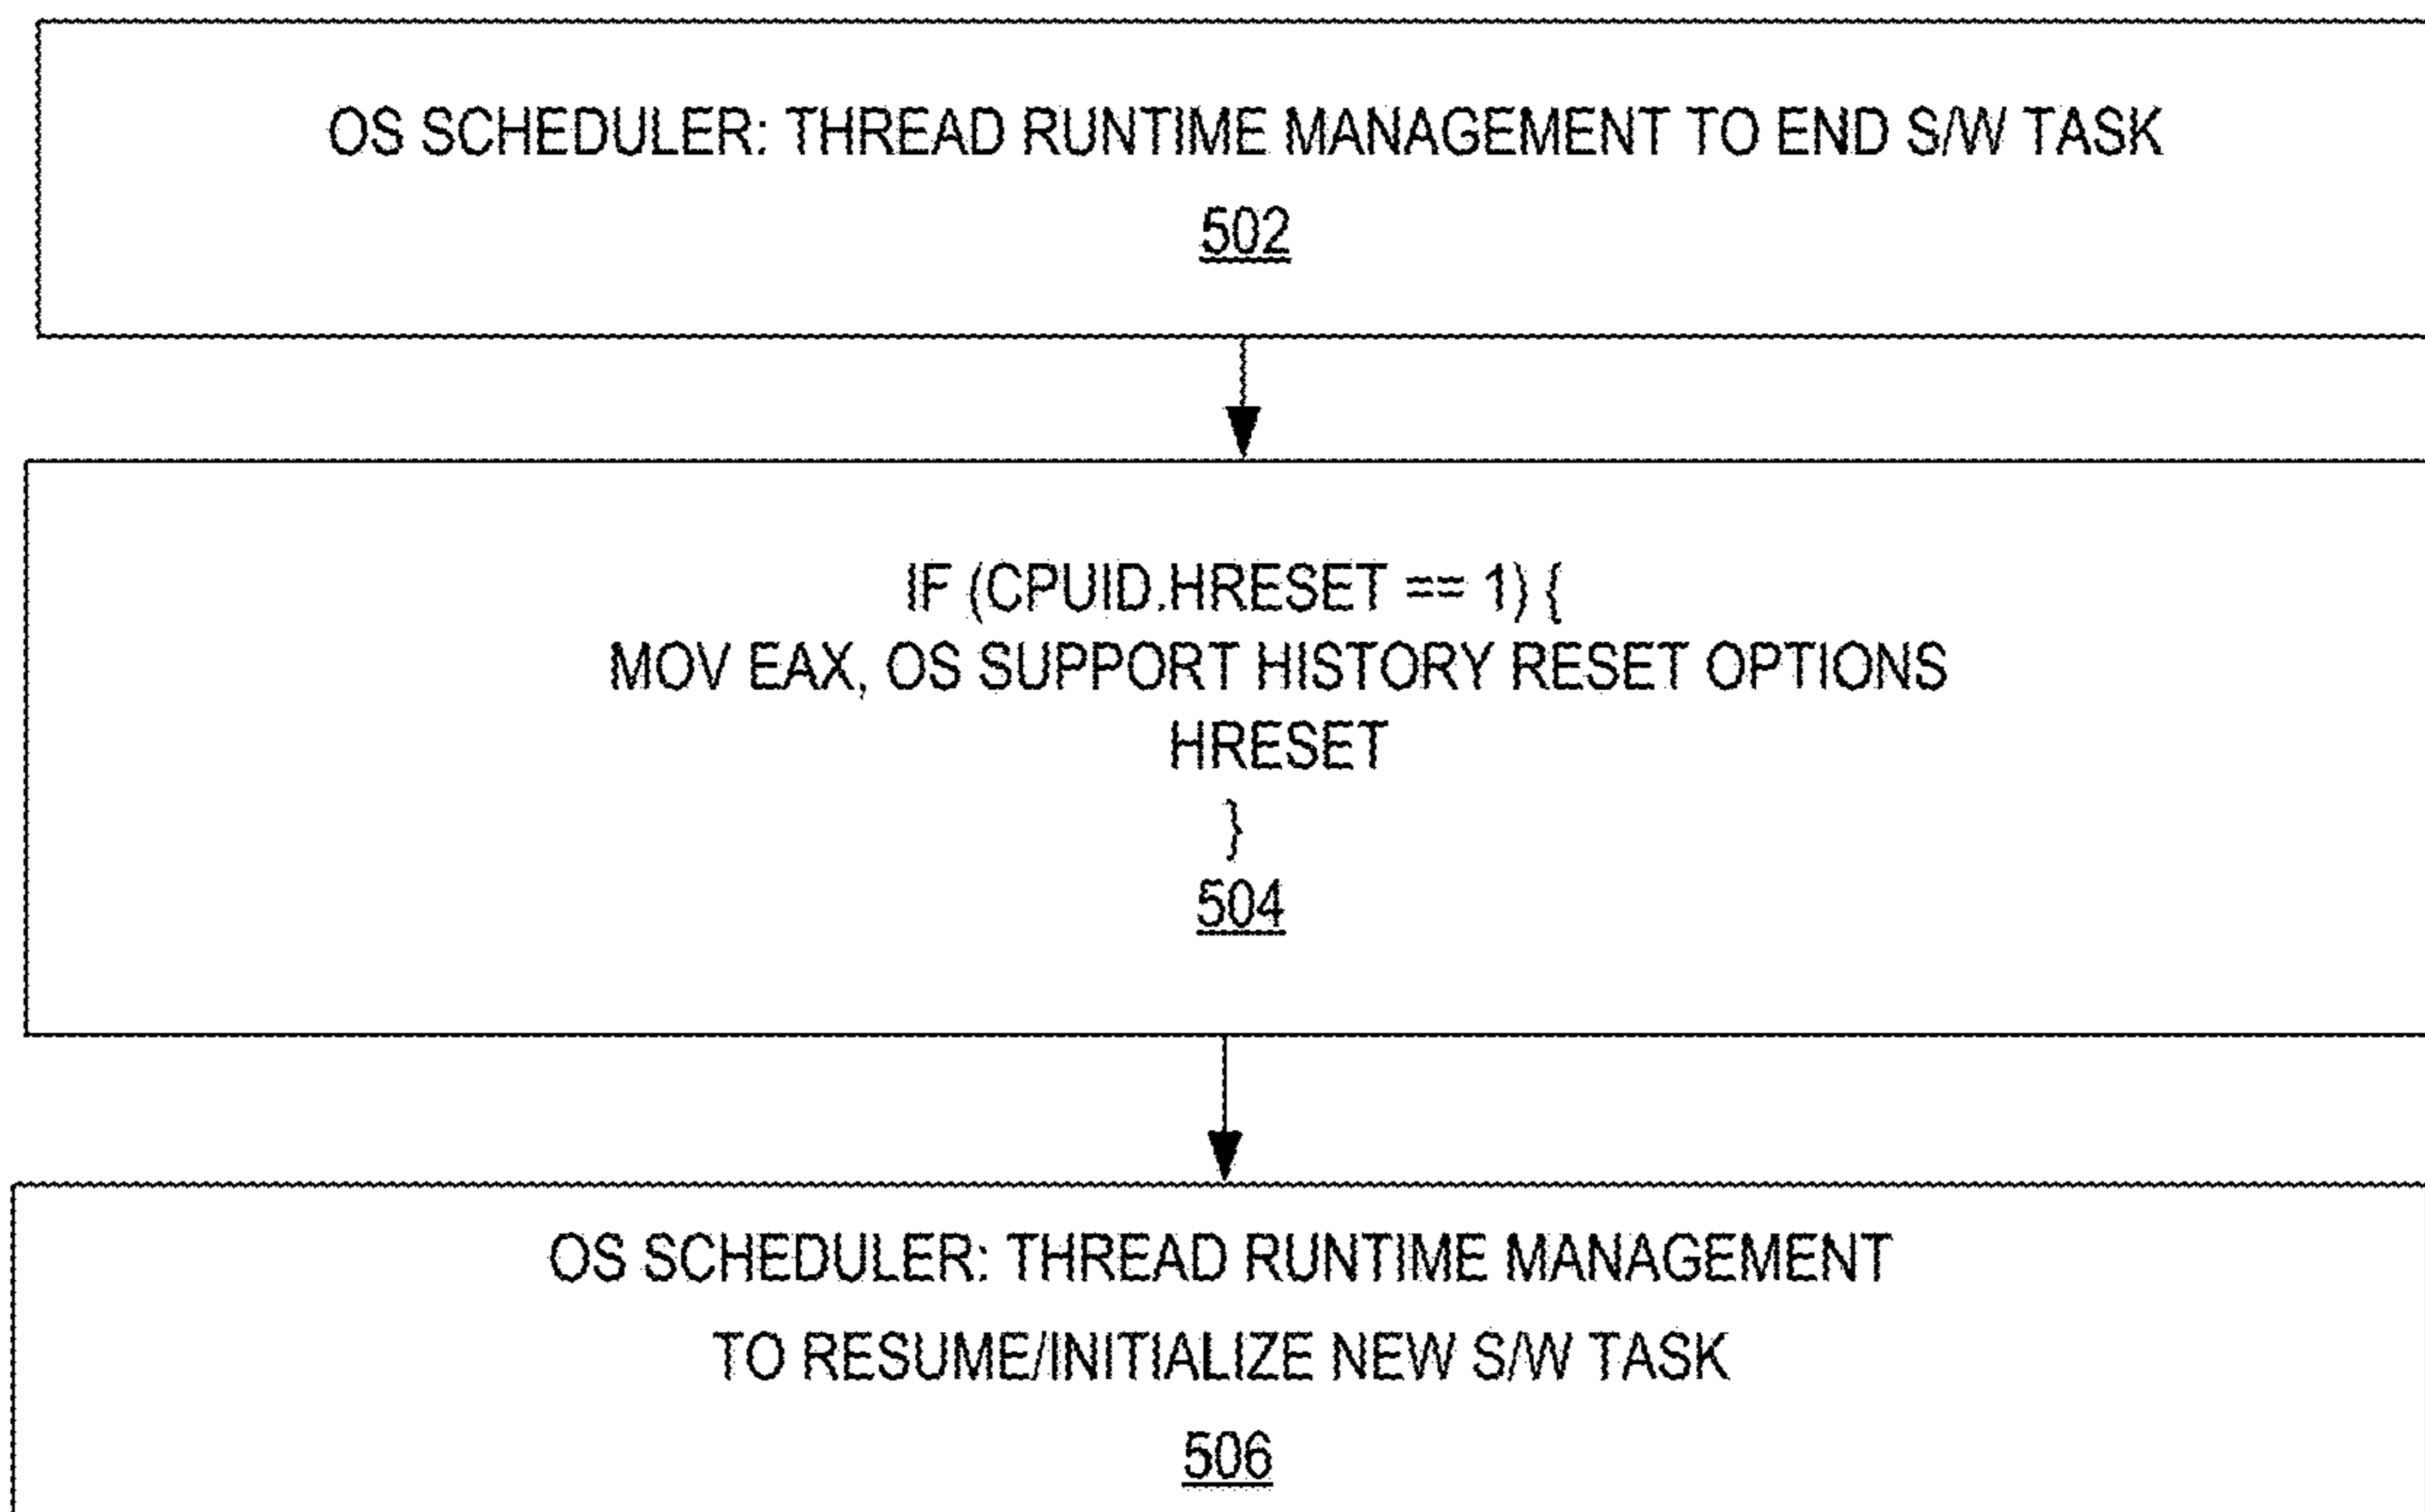 OS SCHEDULER: THREAD RUNTIME MANAGEMENT TO END S/W TASK
502
IF (CPUID.HRESET == 1) {
MOV EAX, OS SUPPORT HISTORY RESET OPTIONS
HRESET
}
504
OS SCHEDULER: THREAD RUNTIME MANAGEMENT
TO RESUME/INITIALIZE NEW S/W TASK
506